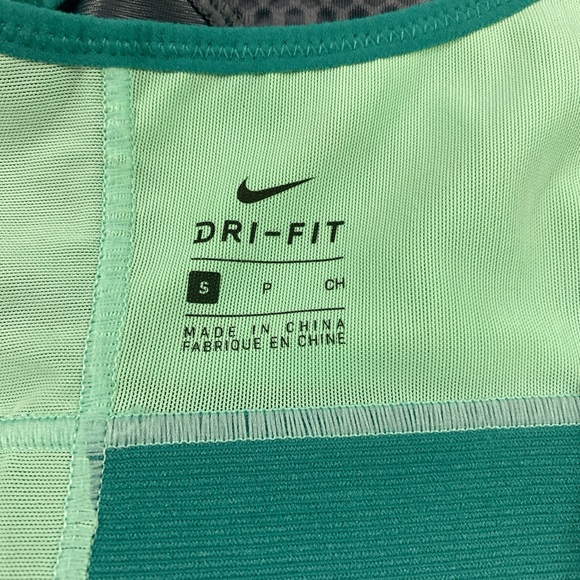 DRI-FIT
S P CH
MADE IN CHINA
FABRIQUE EN CHINE